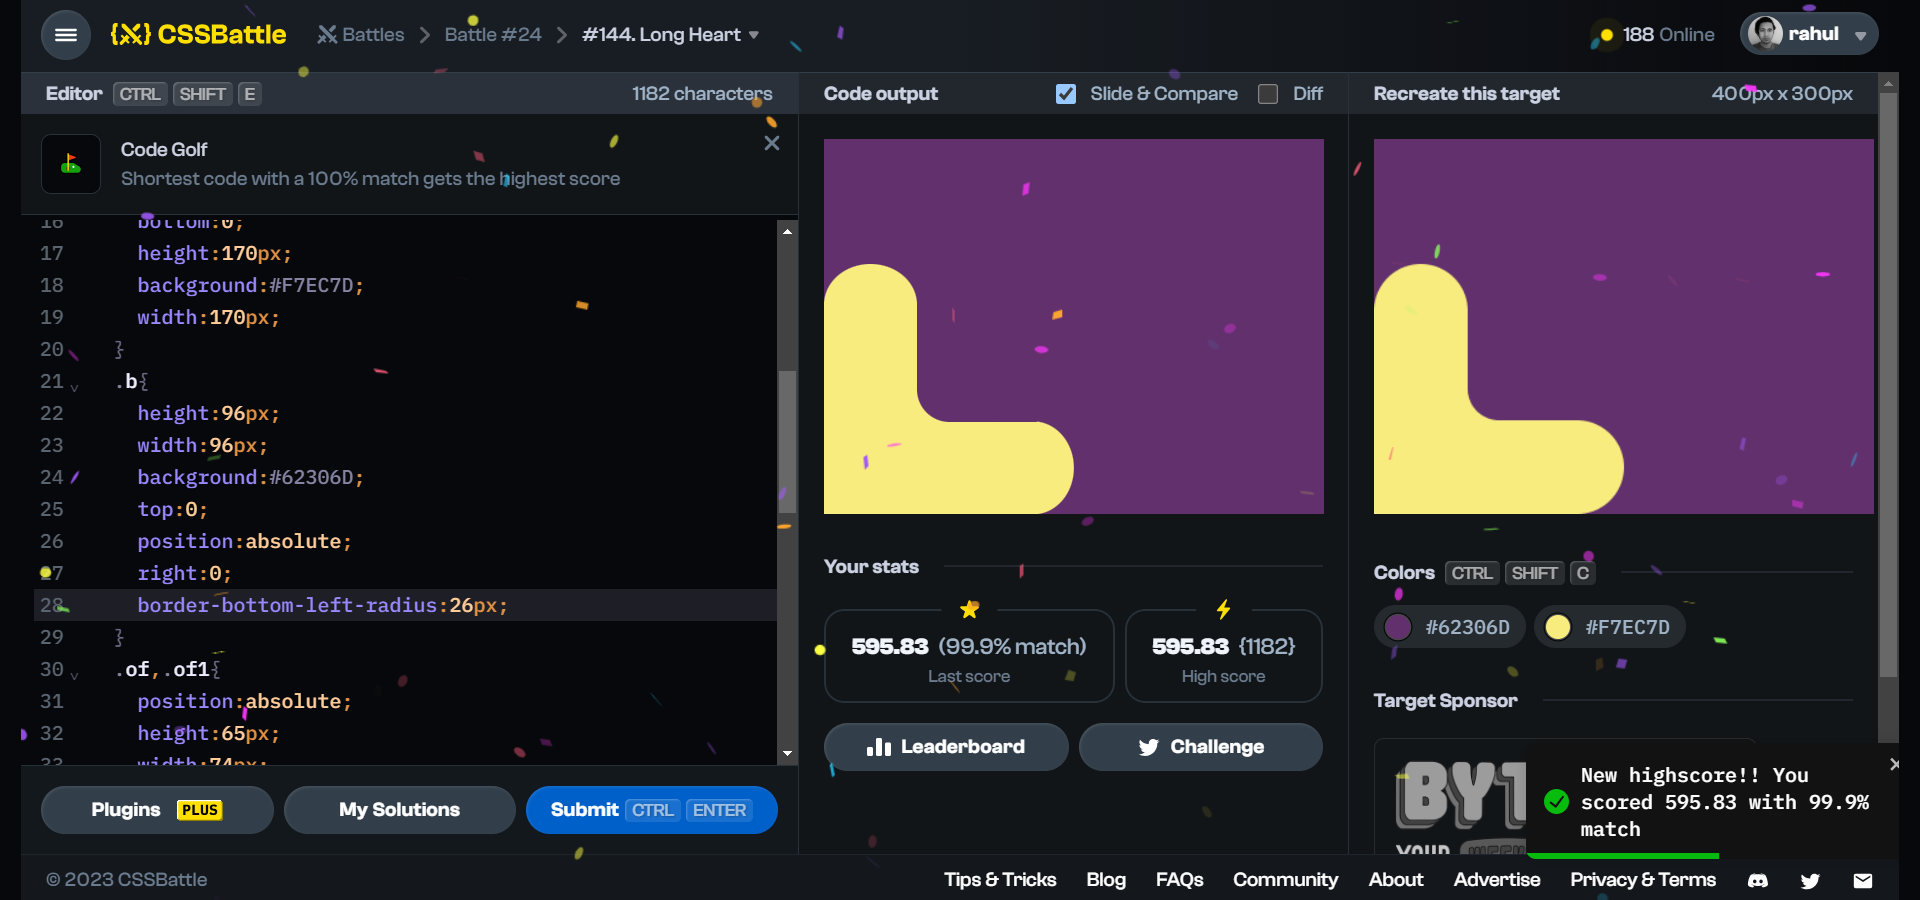 CSSBattle
Battles
Battle #24
#144. Long Heart
188 Online
rahul
Editor CTRL SHIFT E
1182 characters
Code output
Slide & Compare
Diff
Recreate this target
400px x 300px
Code Golf
Shortest code with a 100% match gets the highest score
16 bottom:0;
17 height:170px;
18 background:#F7EC7D;
19 width:170px;
20 }
21 .b{
22 height:96px;
23 width:96px;
24 background:#62306D;
25 top:0;
26 position:absolute;
27 right:0;
28 border-bottom-left-radius:26px;
29 }
30 .of,.of1{
31 position:absolute;
32 height:65px;
33 width:74px;
Plugins PLUS
My Solutions
Submit CTRL ENTER
Your stats
595.83 (99.9% match)
Last score
595.83 {1182}
High score
Leaderboard
Challenge
Colors CTRL SHIFT C
#62306D
#F7EC7D
Target Sponsor
BYT
YOUR WEEK
New highscore!! You
scored 595.83 with 99.9%
match
© 2023 CSSBattle
Tips & Tricks
Blog
FAQs
Community
About
Advertise
Privacy & Terms